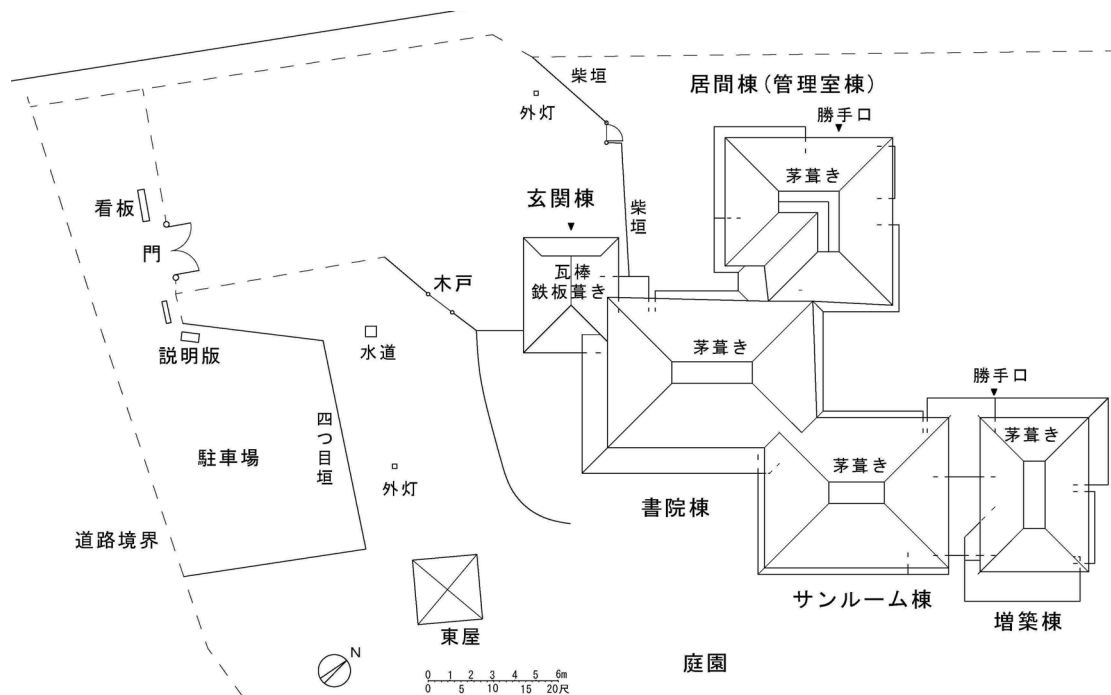 柴垣
外灯
居間棟(管理室棟)
勝手口
茅葺き
看板
門
玄関棟
柴垣
瓦棒
鉄板葺き
木戸
説明版
水道
茅葺き
勝手口
茅葺き
四つ目垣
駐車場
外灯
茅葺き
書院棟
道路境界
サンルーム棟
増築棟
東屋
庭園
N
0 1 2 3 4 5 6m
0 5 10 15 20尺